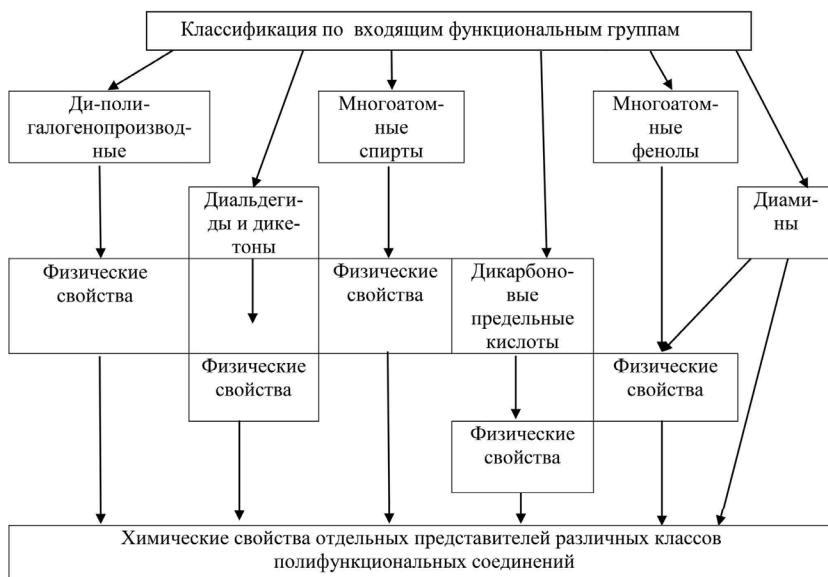 Классификация по входящим функциональным группам
Ди-поли-
галогенопроизвод-
ные
Многоатом-
ные
спирты
Многоатом-
ные
фенолы
Диальдеги-
ды и дике-
тоны
Диами-
ны
Физические
свойства
Физические
свойства
Дикарбоно-
вые
предельные
кислоты
Физические
свойства
Физические
свойства
Физические
свойства
Химические свойства отдельных представителей различных классов
полифункциональных соединений